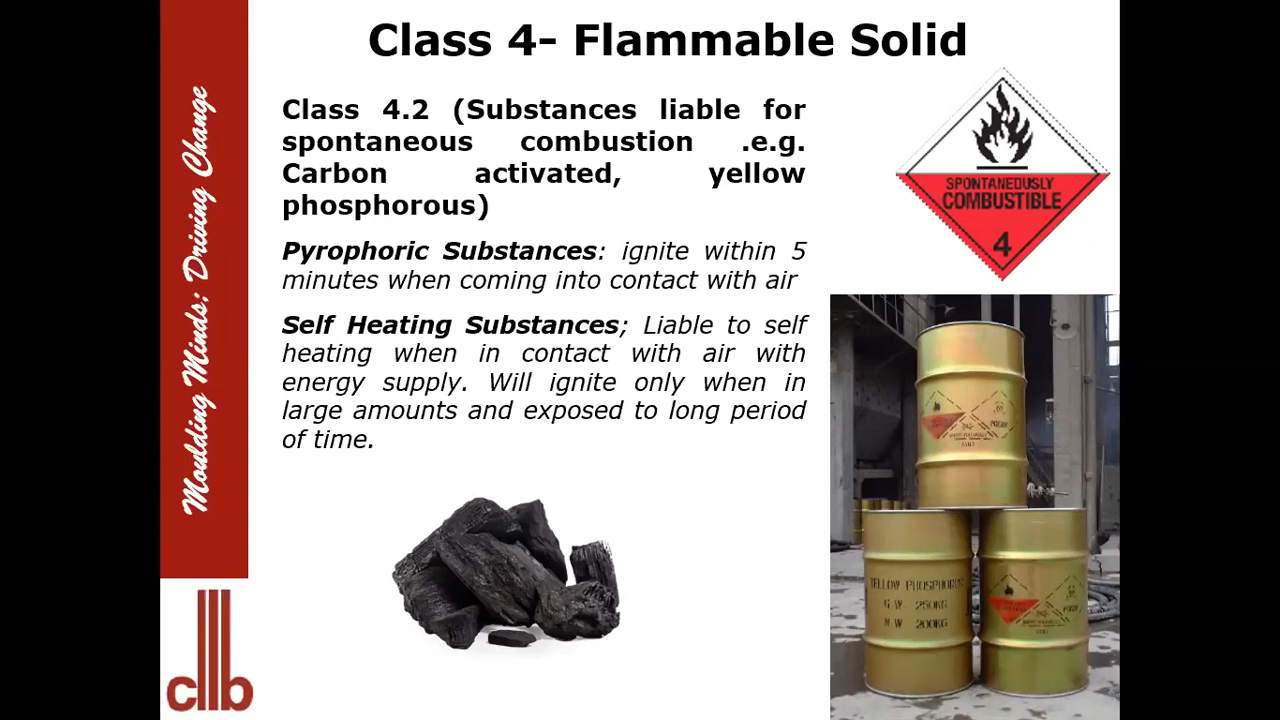 Class 4- Flammable Solid
Moulding Minds; Driving Change
Class 4.2 (Substances liable for
spontaneous combustion .e.g.
Carbon activated, yellow
phosphorous)
Pyrophoric Substances: ignite within 5
minutes when coming into contact with air
Self Heating Substances; Liable to self
heating when in contact with air with
energy supply. Will ignite only when in
large amounts and exposed to long period
of time.
SPONTANEOUSLY
COMBUSTIBLE
4
YELLOW PHOSPHORUS
G.W 250KG
N.W 200KG
cllb